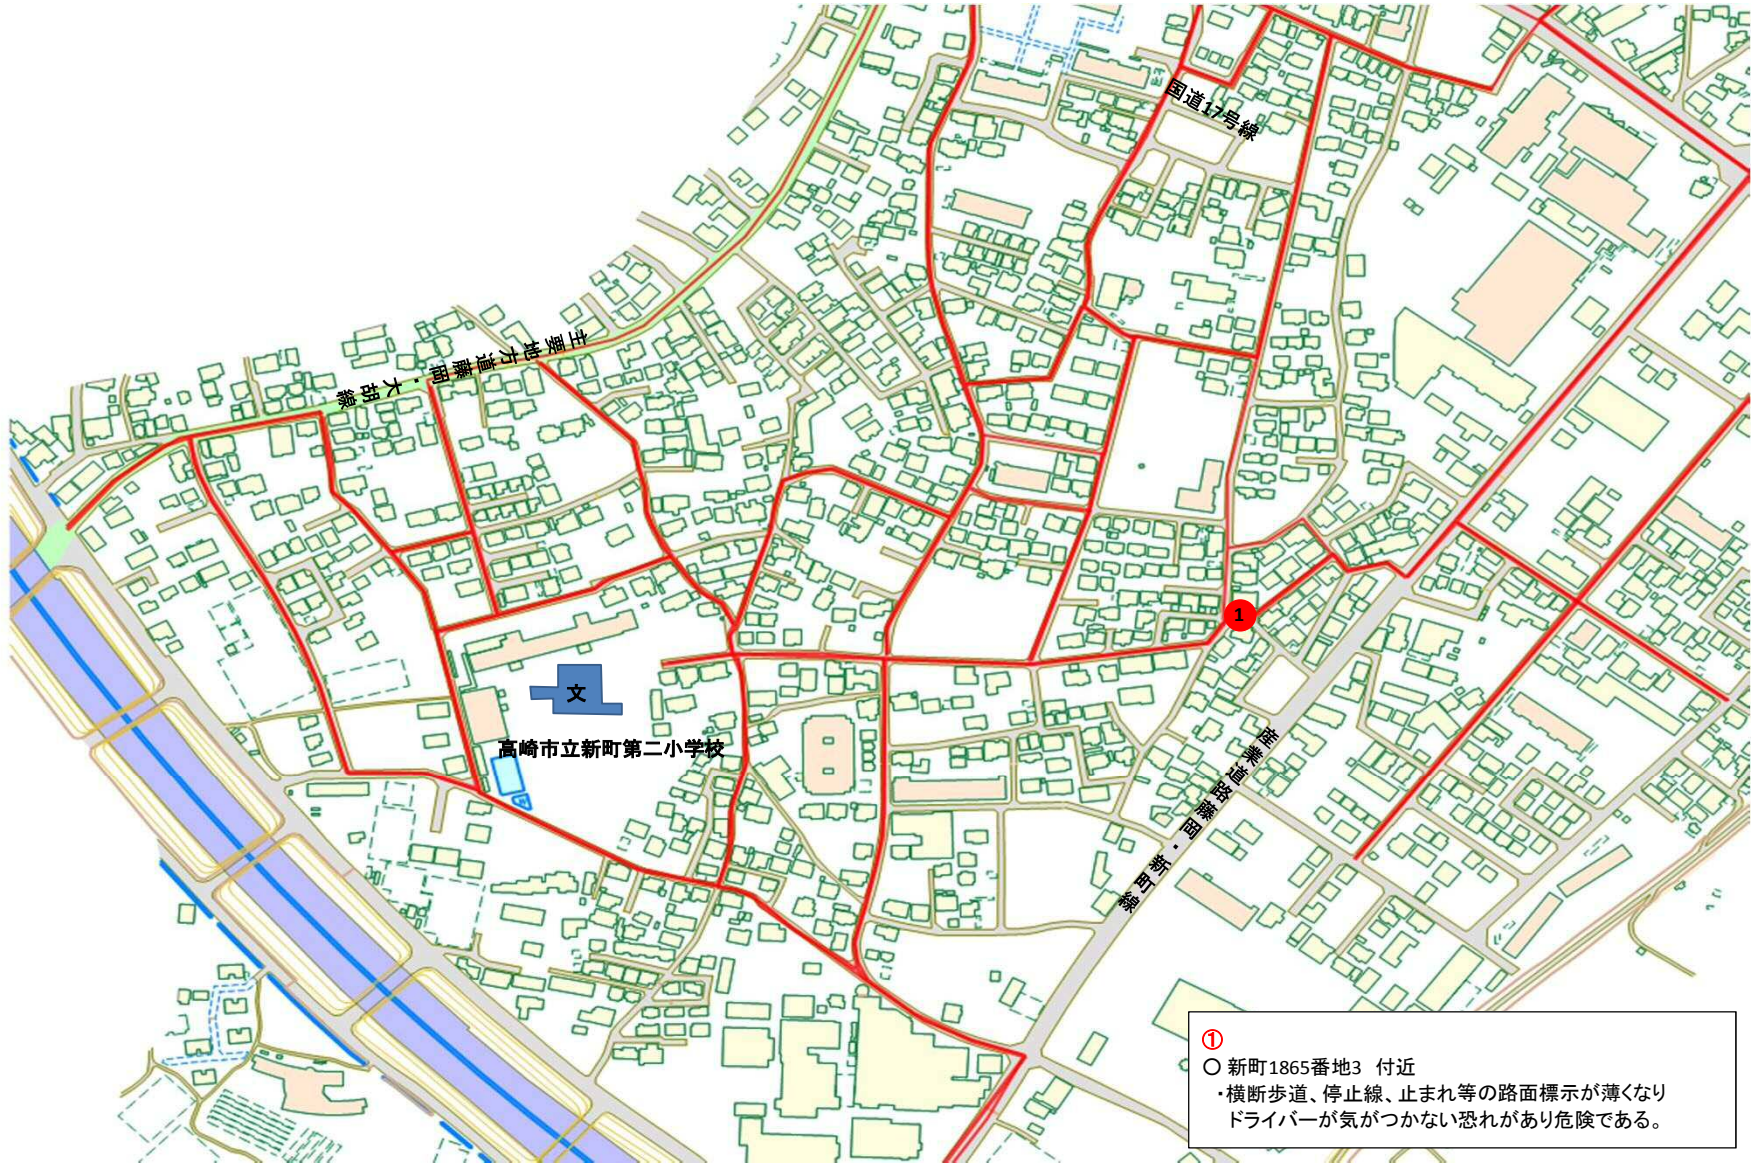 国道17号線
主要地方道藤岡・大胡線
1
文
高崎市立新町第二小学校
産業道路藤岡・新町線
①
〇 新町1865番地3 付近
・横断歩道、停止線、止まれ等の路面標示が薄くなり
ドライバーが気がつかない恐れがあり危険である。